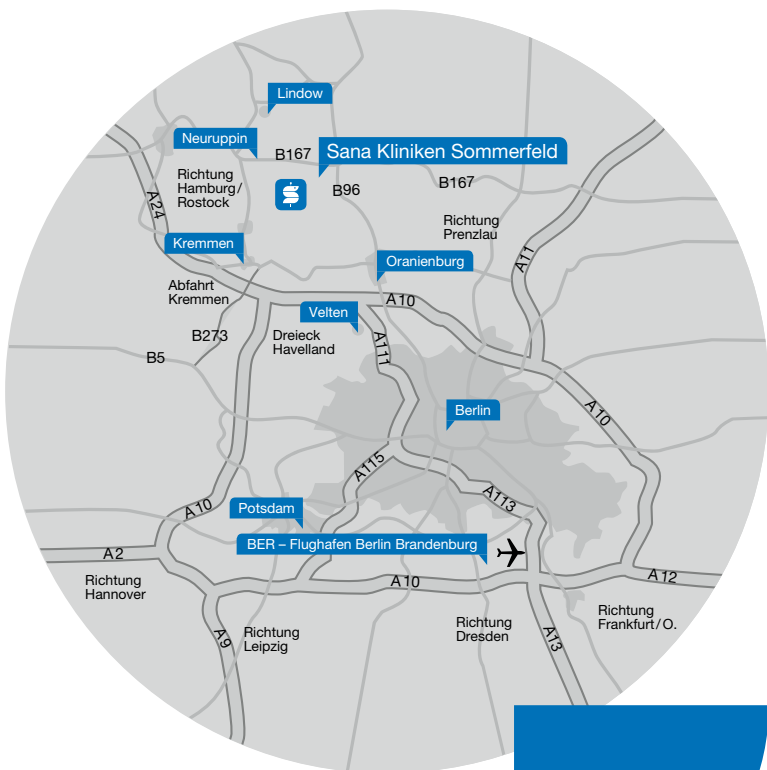 Lindow
Neuruppin
B167
Sana Kliniken Sommerfeld
Richtung
Hamburg/
Rostock
B96
B167
A24
Richtung
Prenzlau
Kremmen
Oranienburg
A11
Abfahrt
Kremmen
A10
Velten
B273
Dreieck
Havelland
A111
B5
Berlin
A10
A115
A113
A10
Potsdam
BER – Flughafen Berlin Brandenburg
A2
A10
A12
Richtung
Hannover
Richtung
Frankfurt/O.
A9
Richtung
Leipzig
Richtung
Dresden
A13